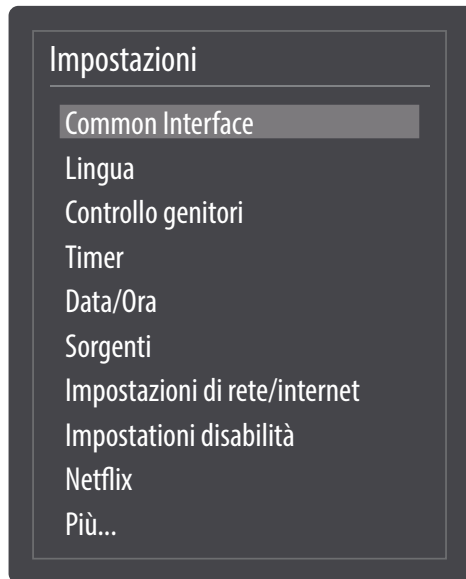 Impostazioni
Common Interface
Lingua
Controllo genitori
Timer
Data/Ora
Sorgenti
Impostazioni di rete/internet
Impostationi disabilità
Netflix
Più...